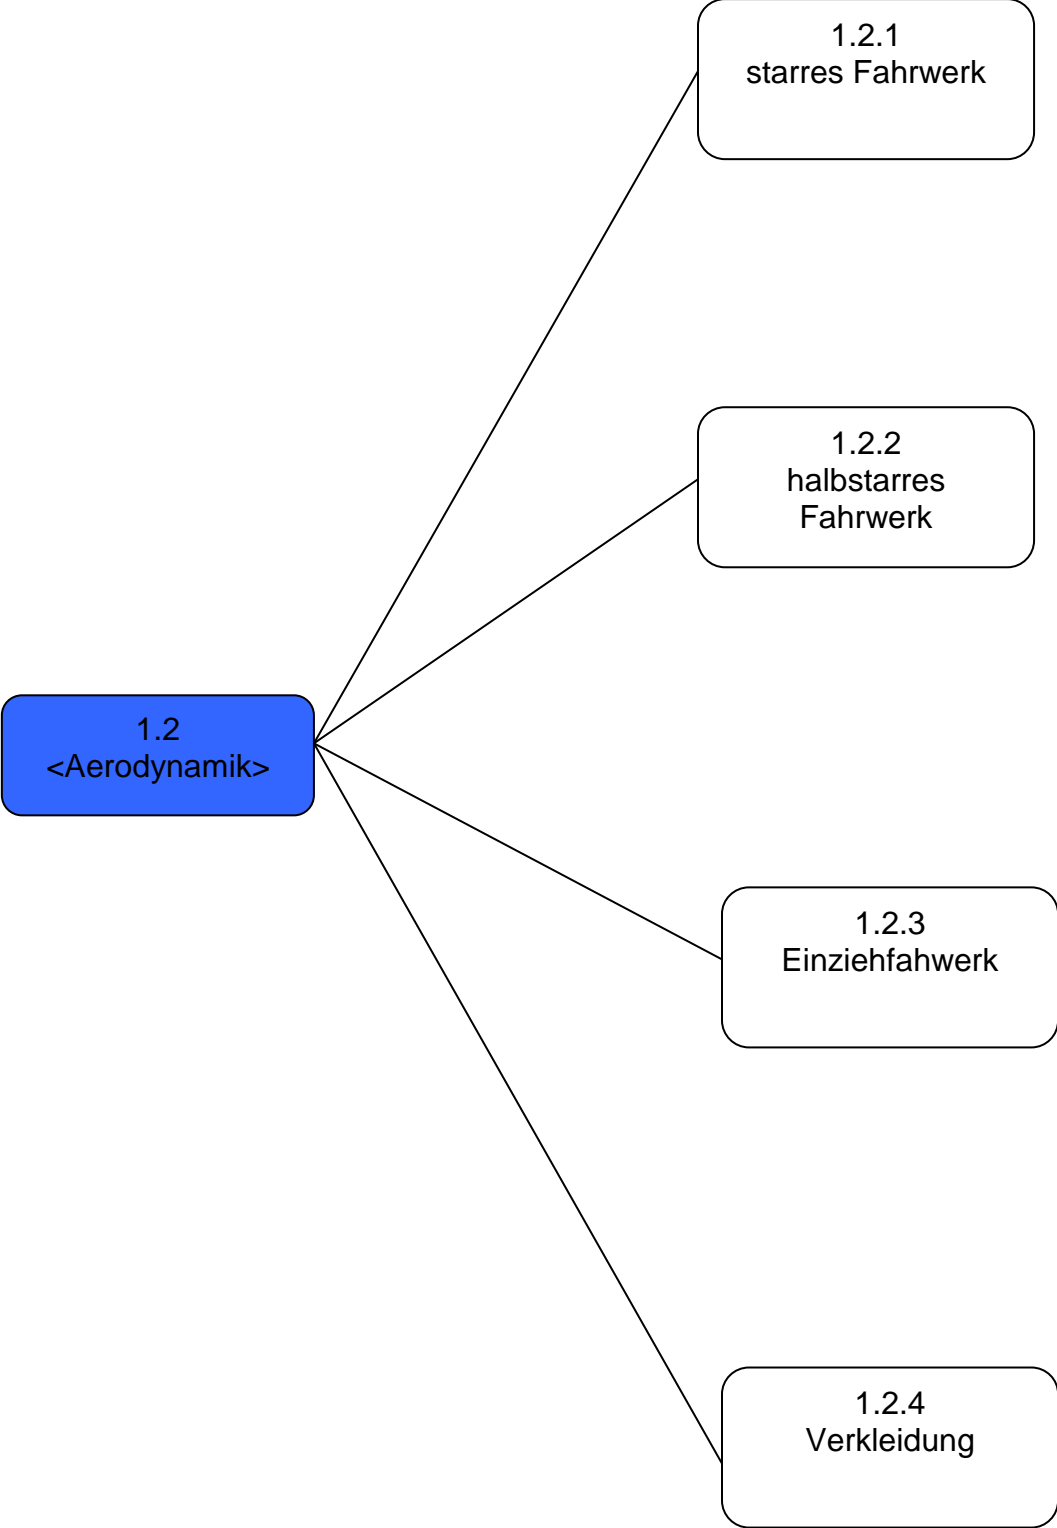 1.2.1
starres Fahrwerk
1.2.2
halbstarres
Fahrwerk
1.2
<Aerodynamik>
1.2.3
Einziehfahwerk
1.2.4
Verkleidung